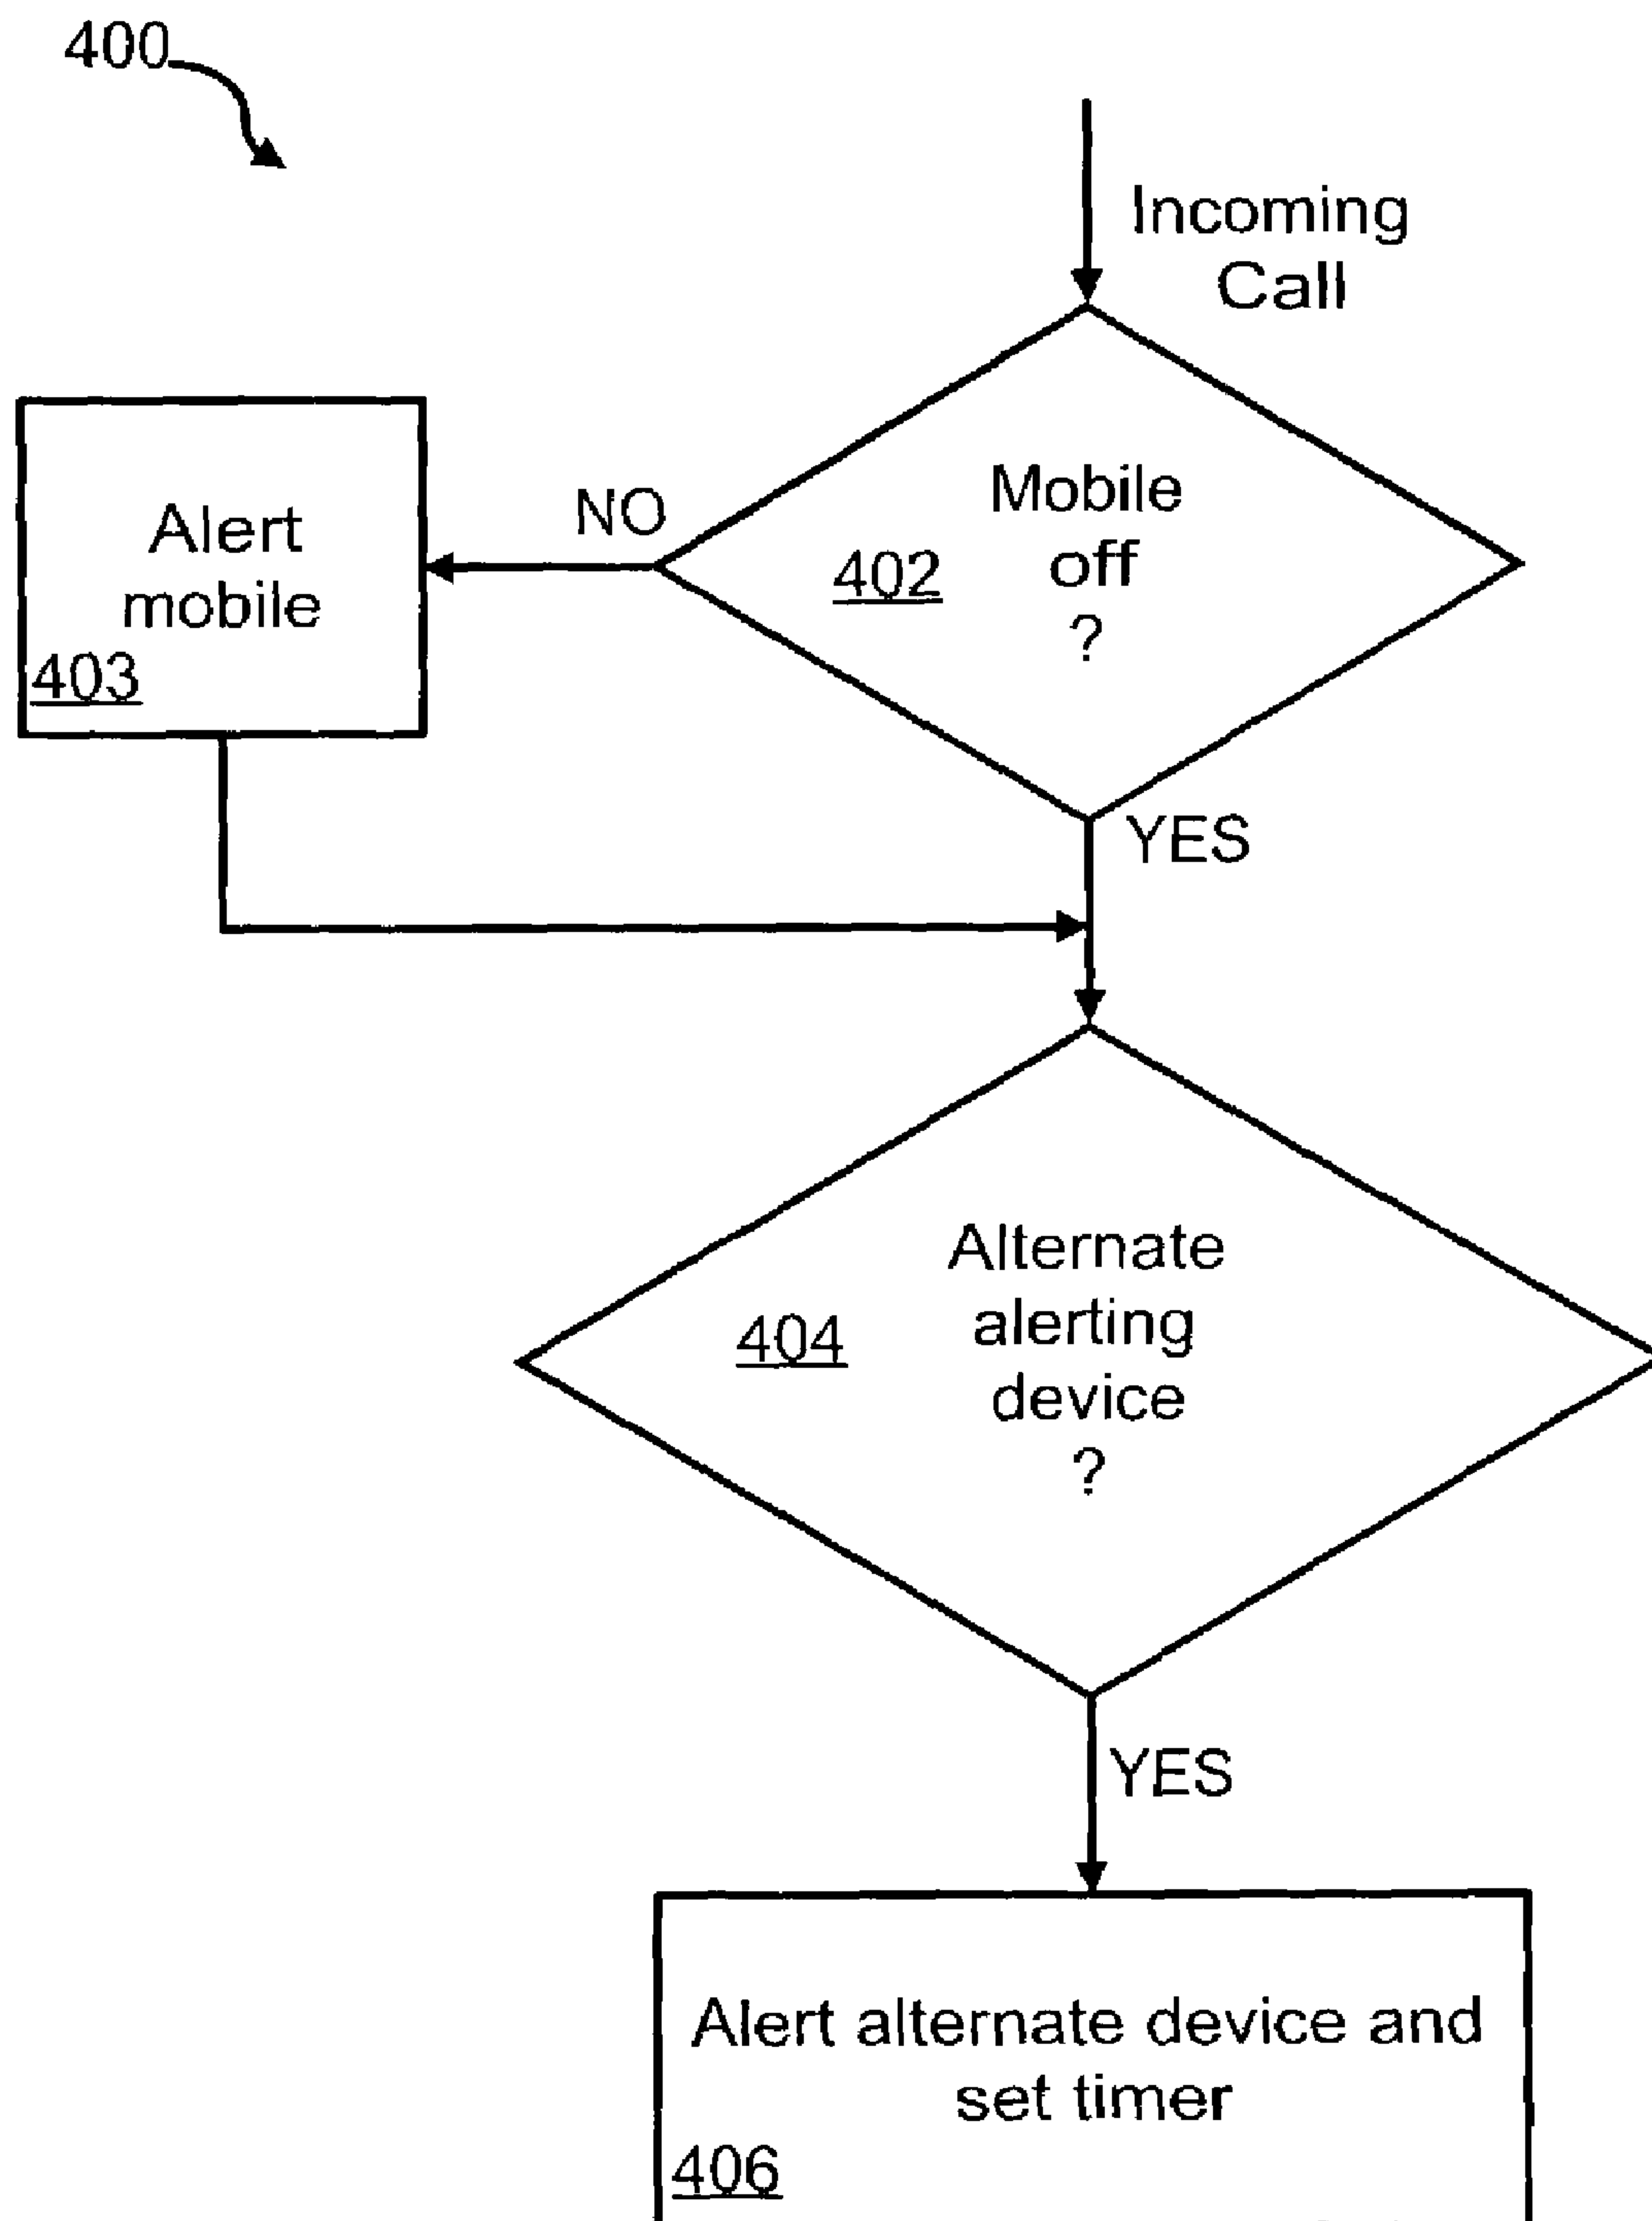 400
Incoming
Call
Mobile
off
?
402
NO
Alert
mobile
403
YES
Alternate
alerting
device
?
404
YES
Alert alternate device and
set timer
406